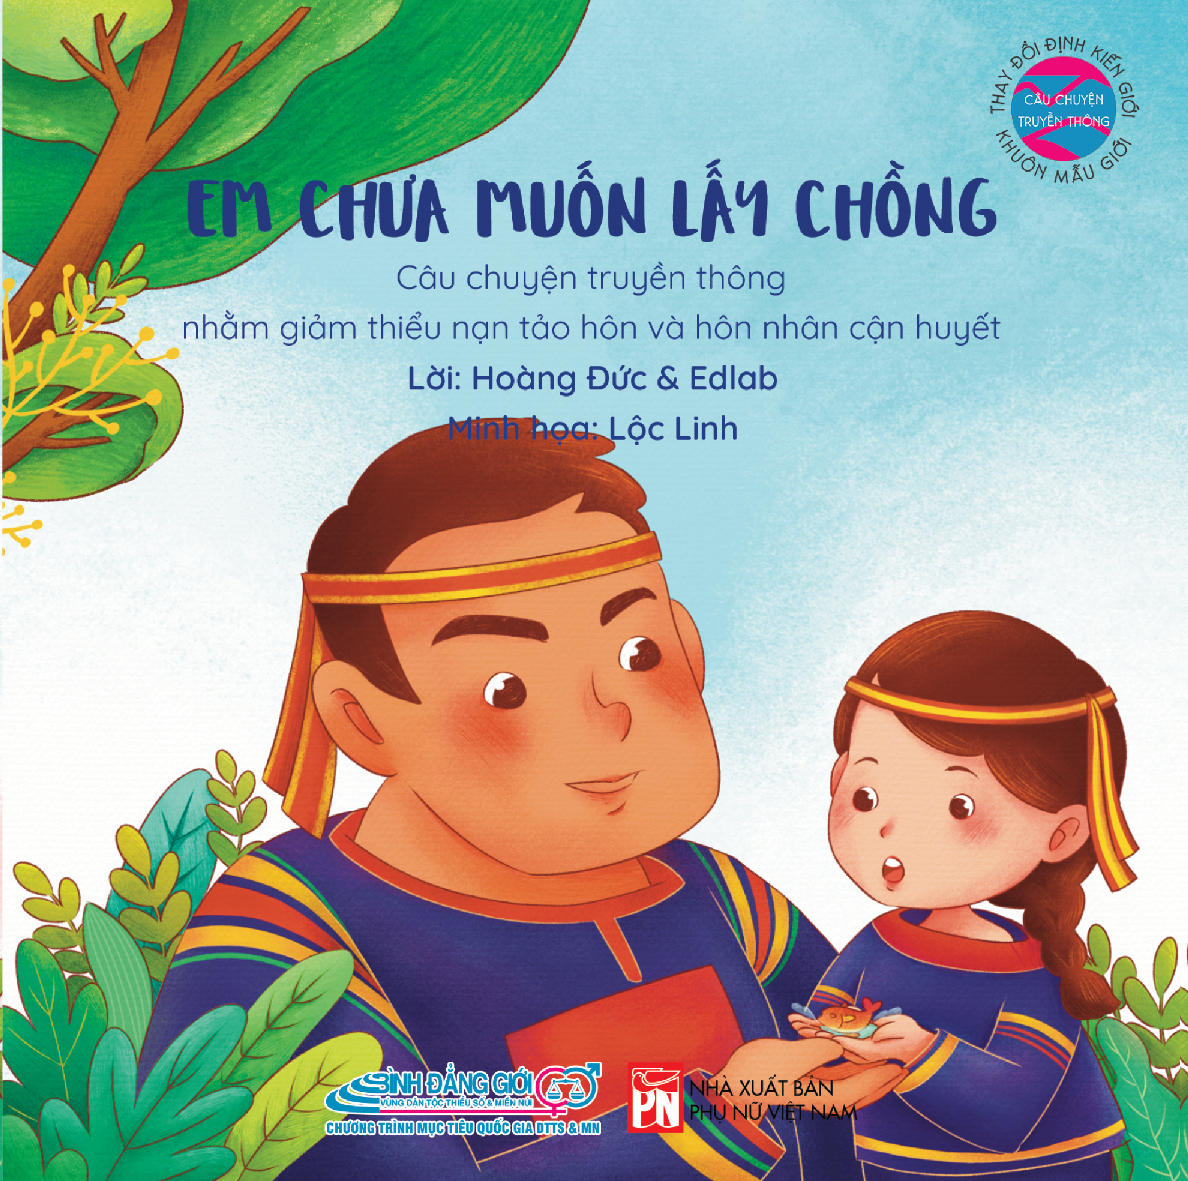 THAY ĐỔI ĐỊNH KIẾN GIỚI
CÂU CHUYỆN
TRUYỀN THÔNG
KHUÔN MẪU GIỚI
EM CHƯA MUỐN LẤY CHỒNG
Câu chuyện truyền thông
nhằm giảm thiểu nạn tảo hôn và hôn nhân cận huyết
Lời: Hoàng Đức & Edlab
Minh họa: Lộc Linh
BÌNH ĐẲNG GIỚI
VÙNG DÂN TỘC THIỂU SỐ & MIỀN NÚI
CHƯƠNG TRÌNH MỤC TIÊU QUỐC GIA DTTS & MN
PN
NHÀ XUẤT BẢN
PHỤ NỮ VIỆT NAM